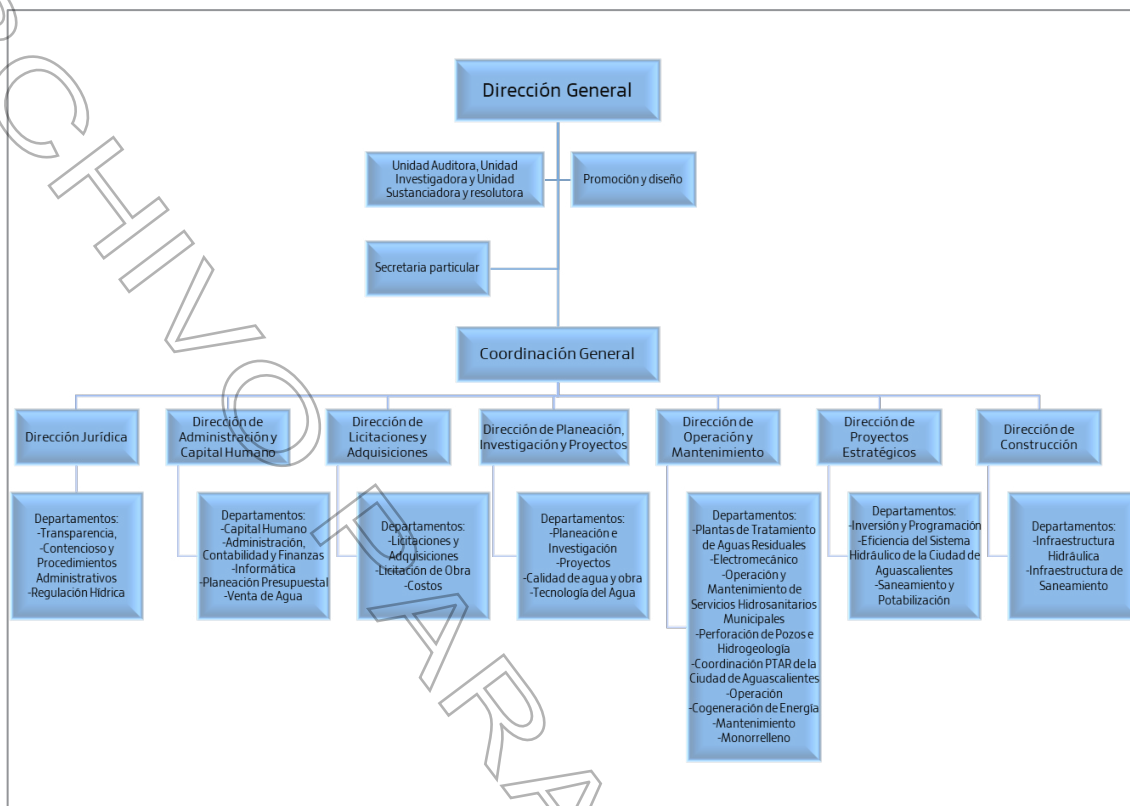 Dirección General
Unidad Auditora, Unidad
Investigadora y Unidad
Sustanciadora y resolutora
Promoción y diseño
Secretaria particular
Coordinación General
Dirección Jurídica
Dirección de
Administración y
Capital Humano
Dirección de
Licitaciones y
Adquisiciones
Dirección de Planeación,
Investigación y Proyectos
Dirección de
Operación y
Mantenimiento
Dirección de
Proyectos
Estratégicos
Dirección de
Construcción
Departamentos:
-Transparencia,
-Contencioso y
Procedimientos
Administrativos
-Regulación Hídrica
Departamentos:
-Capital Humano
-Administración,
Contabilidad y Finanzas
-Informática
-Planeación Presupuestal
-Venta de Agua
Departamentos:
-Licitaciones y
Adquisiciones
-Licitación de Obra
-Costos
Departamentos:
-Planeación e
Investigación
-Proyectos
-Calidad de agua y obra
-Tecnología del Agua
Departamentos:
-Plantas de Tratamiento
de Aguas Residuales
-Electromecánico
-Operación y
Mantenimiento de
Servicios Hidrosanitarios
Municipales
-Perforación de Pozos e
Hidrogeología
-Coordinación PTAR de la
Ciudad de Aguascalientes
-Operación
-Cogeneración de Energía
-Mantenimiento
-Monorrelleno
Departamentos:
-Inversión y Programación
-Eficiencia del Sistema
Hidráulico de la Ciudad de
Aguascalientes
-Saneamiento y
Potabilización
Departamentos:
-Infraestructura
Hidráulica
-Infraestructura de
Saneamiento
CHIVO PARA